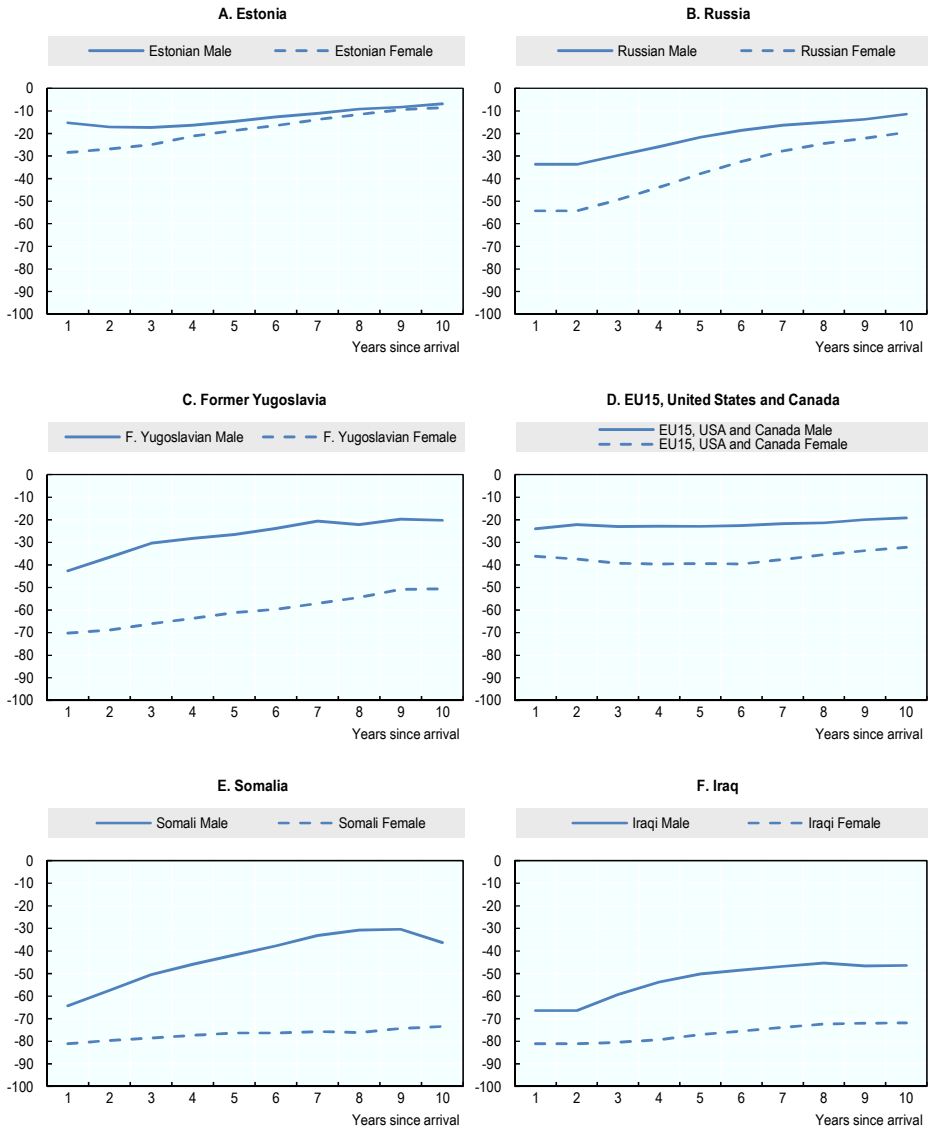 A. Estonia
Estonian Male
Estonian Female
0
-10
-20
-30
-40
-50
-60
-70
-80
-90
-100
1 2 3 4 5 6 7 8 9 10
Years since arrival
B. Russia
Russian Male
Russian Female
0
-10
-20
-30
-40
-50
-60
-70
-80
-90
-100
1 2 3 4 5 6 7 8 9 10
Years since arrival
C. Former Yugoslavia
F. Yugoslavian Male
F. Yugoslavian Female
0
-10
-20
-30
-40
-50
-60
-70
-80
-90
-100
1 2 3 4 5 6 7 8 9 10
Years since arrival
D. EU15, United States and Canada
EU15, USA and Canada Male
EU15, USA and Canada Female
0
-10
-20
-30
-40
-50
-60
-70
-80
-90
-100
1 2 3 4 5 6 7 8 9 10
Years since arrival
E. Somalia
Somali Male
Somali Female
0
-10
-20
-30
-40
-50
-60
-70
-80
-90
-100
1 2 3 4 5 6 7 8 9 10
Years since arrival
F. Iraq
Iraqi Male
Iraqi Female
0
-10
-20
-30
-40
-50
-60
-70
-80
-90
-100
1 2 3 4 5 6 7 8 9 10
Years since arrival